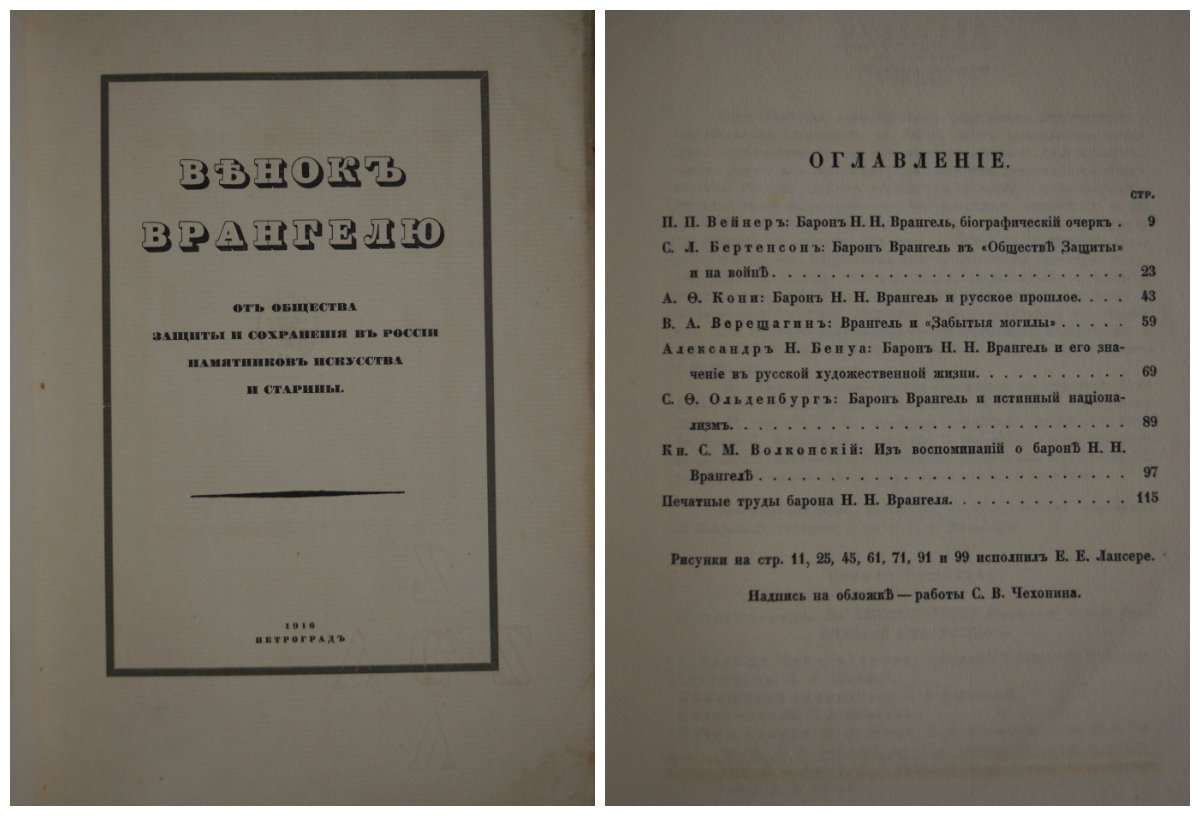 ВѢНОКЪ
ВРАНГЕЛЮ
ОТЪ ОБЩЕСТВА
ЗАЩИТЫ И СОХРАНЕНІЯ ВЪ РОССІИ
ПАМЯТНИКОВЪ ИСКУССТВА
И СТАРИНЫ.
1916
ПЕТРОГРАДЪ
ОГЛАВЛЕНІЕ.
СТР.
П. П. Вейнеръ: Баронъ Н. Н. Врангель, біографическій очеркъ . 9
С. Л. Бертенсонъ: Баронъ Врангель въ «Обществѣ Защиты»
и на войнѣ. . . . . . . . . . . . . . . . . . . . . . . . . 23
А. Ѳ. Кони: Баронъ Н. Н. Врангель и русское прошлое. . . . 43
В. А. Верещагинъ: Врангель и «Забытыя могилы» . . . . . 59
Александръ Н. Бенуа: Баронъ Н. Н. Врангель и его зна-
ченіе въ русской художественной жизни. . . . . . . . . . . 69
С. Ѳ. Ольденбургъ: Баронъ Врангель и истинный націона-
лизмъ. . . . . . . . . . . . . . . . . . . . . . . . . . . . 89
Кн. С. М. Волконскій: Изъ воспоминаній о баронѣ Н. Н.
Врангелѣ . . . . . . . . . . . . . . . . . . . . . . . . . . 97
Печатные труды барона Н. Н. Врангеля. . . . . . . . . . . . . 115
Рисунки на стр. 11, 25, 45, 61, 71, 91 и 99 исполнилъ Е. Е. Лансере.
Надпись на обложкѣ — работы С. В. Чехонина.